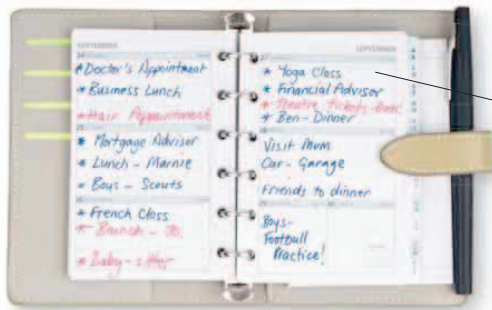 SEPTEMBER
* Doctor's Appointment
* Business Lunch
* Hair Appointment
* Mortgage Advisor
* Lunch - Marnie
* Boys - Scouts
* French Class
* Brunch - Jo
* Baby-sitter
SEPTEMBER
* Yoga Class
* Financial Advisor
* Theatre Tickets-
* Ben - Dinner
Visit Mum
Car - Garage
Friends to dinner
Boys -
Football
Practice!